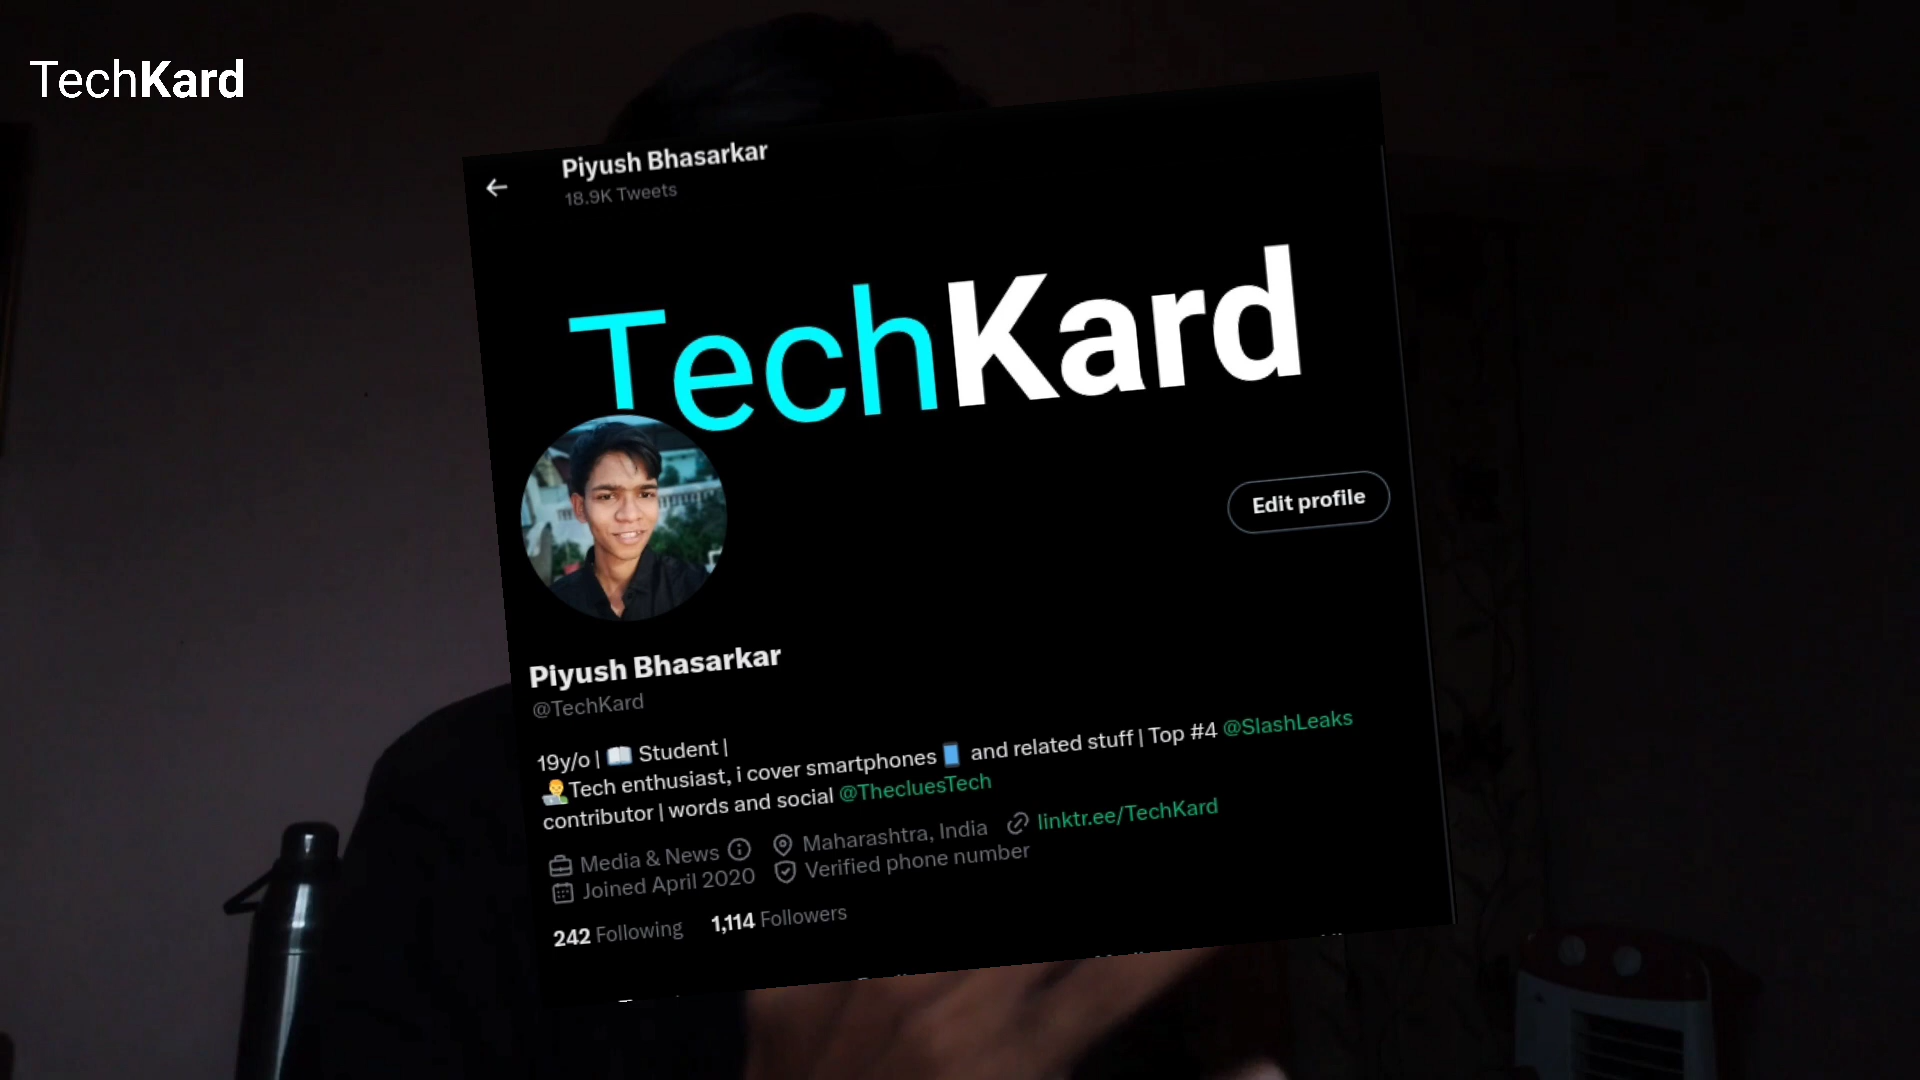 TechKard
Piyush Bhasarkar
18.9K Tweets
TechKard
Edit profile
Piyush Bhasarkar
@TechKard
19y/o | 📖 Student |
👨‍💻Tech enthusiast, i cover smartphones 📱 and related stuff | Top #4 @SlashLeaks
contributor | words and social @ThecluesTech
Media & News Maharashtra, India linktr.ee/TechKard
Joined April 2020 Verified phone number
242 Following 1,114 Followers